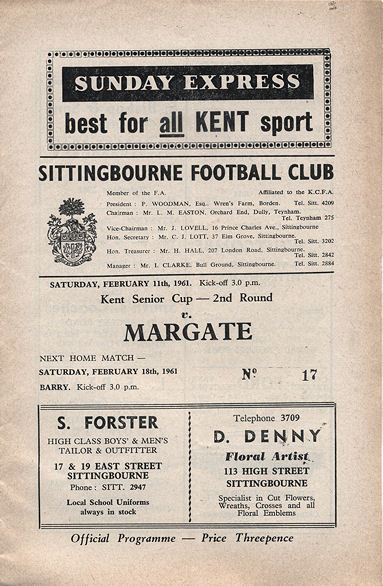 SUNDAY EXPRESS
best for all KENT sport
SITTINGBOURNE FOOTBALL CLUB
Member of the F.A. Affiliated to the K.C.F.A.
President : P. WOODMAN, Esq., Wren's Farm, Borden. Tel. Sitt. 4209
Chairman : Mr. L. M. EASTON, Orchard End, Dully, Teynham.
Tel. Teynham 275
Vice-Chairman : Mr. J. LOVELL, 16 Prince Charles Ave., Sittingbourne
Hon. Secretary : Mr. C. J. LOTT, 37 Elm Grove, Sittingbourne.
Tel. Sitt. 3202
Hon. Treasurer : Mr. H. HALL, 207 London Road, Sittingbourne.
Tel. Sitt. 2842
Manager : Mr. I. CLARKE, Bull Ground, Sittingbourne. Tel. Sitt. 2884
SATURDAY, FEBRUARY 11th, 1961. Kick-off 3.0 p.m.
Kent Senior Cup — 2nd Round
v.
MARGATE
NEXT HOME MATCH —
SATURDAY, FEBRUARY 18th, 1961
BARRY. Kick-off 3.0 p.m.
No 17
S. FORSTER
HIGH CLASS BOYS' & MEN'S
TAILOR & OUTFITTER
17 & 19 EAST STREET
SITTINGBOURNE
Phone : SITT. 2947
Local School Uniforms
always in stock
Telephone 3709
D. DENNY
Floral Artist
113 HIGH STREET
SITTINGBOURNE
Specialist in Cut Flowers,
Wreaths, Crosses and all
Floral Emblems
Official Programme — Price Threepence